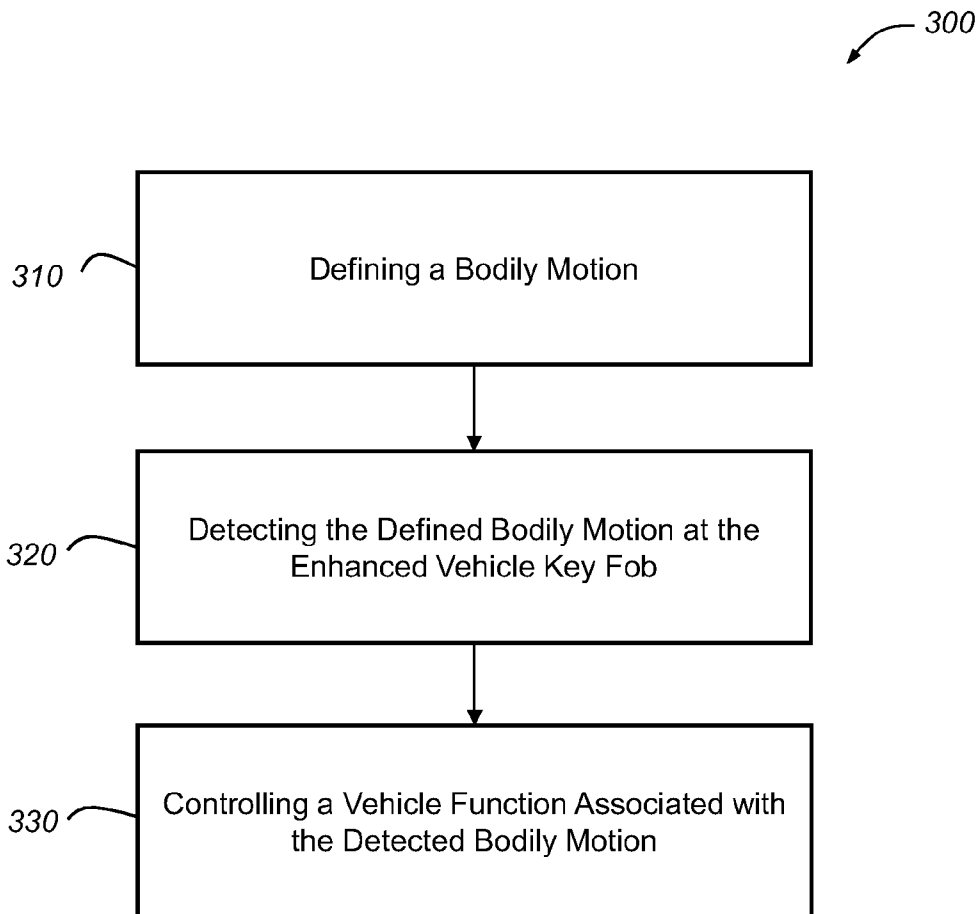 300
310
Defining a Bodily Motion
320
Detecting the Defined Bodily Motion at the
Enhanced Vehicle Key Fob
330
Controlling a Vehicle Function Associated with
the Detected Bodily Motion